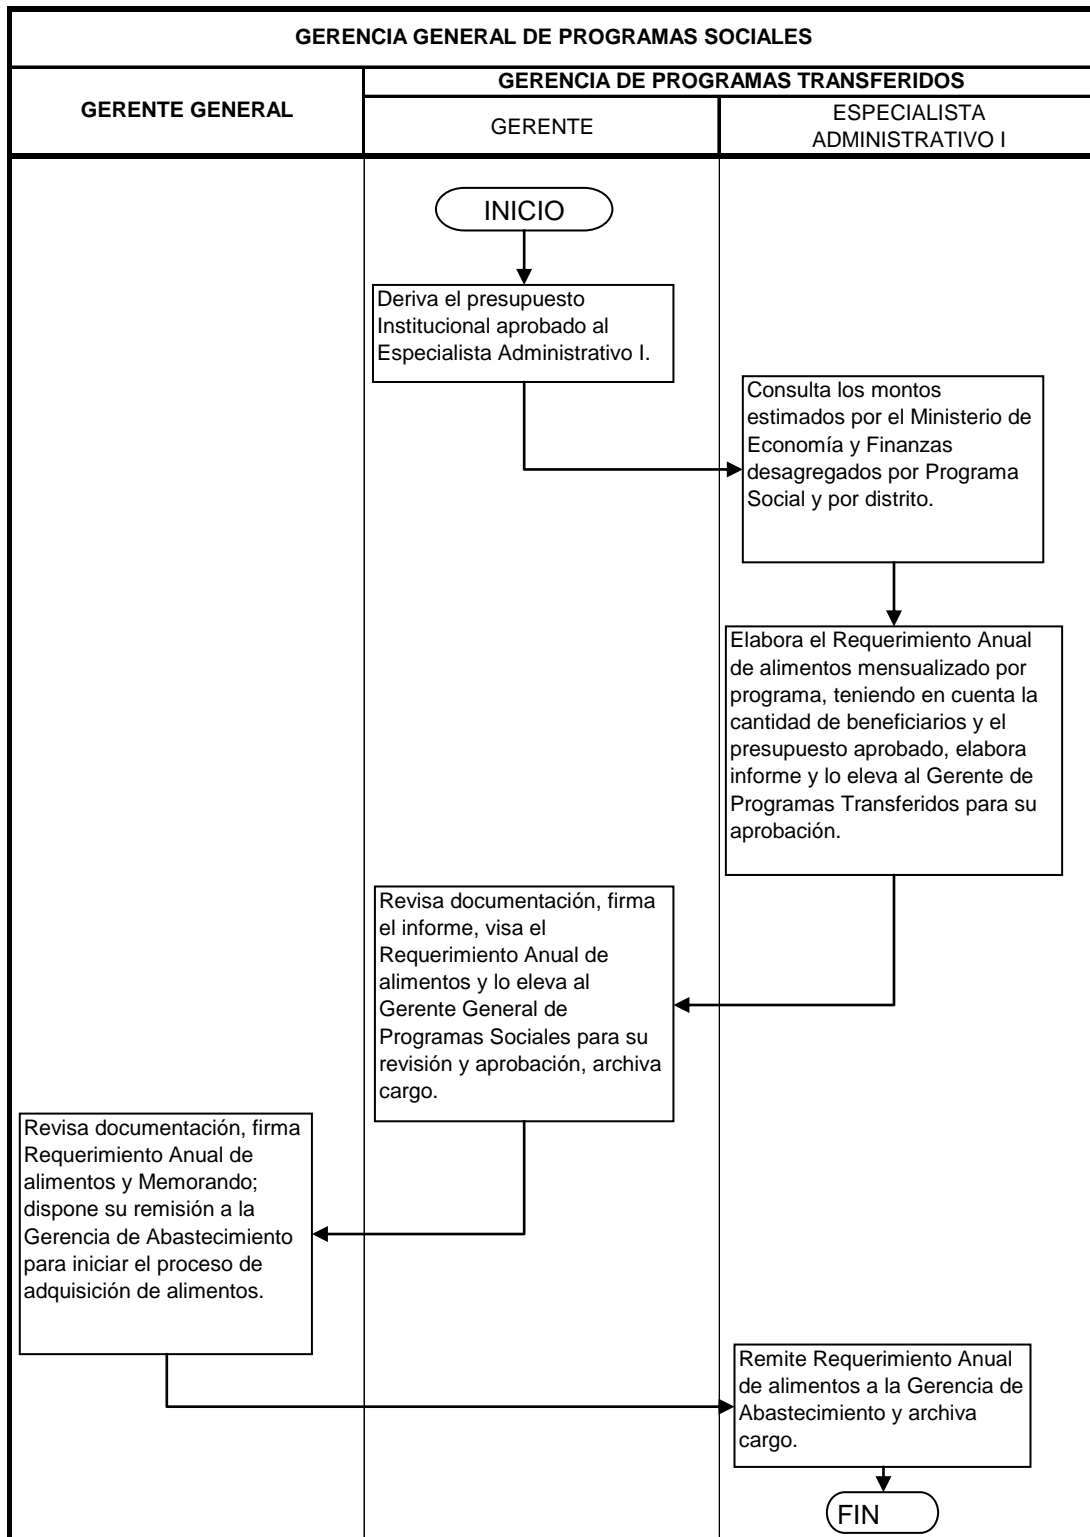 GERENCIA GENERAL DE PROGRAMAS SOCIALES
GERENTE GENERAL
GERENCIA DE PROGRAMAS TRANSFERIDOS
GERENTE
ESPECIALISTA
ADMINISTRATIVO I
INICIO
Deriva el presupuesto
Institucional aprobado al
Especialista Administrativo I.
Consulta los montos
estimados por el Ministerio de
Economía y Finanzas
desagregados por Programa
Social y por distrito.
Elabora el Requerimiento Anual
de alimentos mensualizado por
programa, teniendo en cuenta la
cantidad de beneficiarios y el
presupuesto aprobado, elabora
informe y lo eleva al Gerente de
Programas Transferidos para su
aprobación.
Revisa documentación, firma
el informe, visa el
Requerimiento Anual de
alimentos y lo eleva al
Gerente General de
Programas Sociales para su
revisión y aprobación, archiva
cargo.
Revisa documentación, firma
Requerimiento Anual de
alimentos y Memorando;
dispone su remisión a la
Gerencia de Abastecimiento
para iniciar el proceso de
adquisición de alimentos.
Remite Requerimiento Anual
de alimentos a la Gerencia de
Abastecimiento y archiva
cargo.
FIN